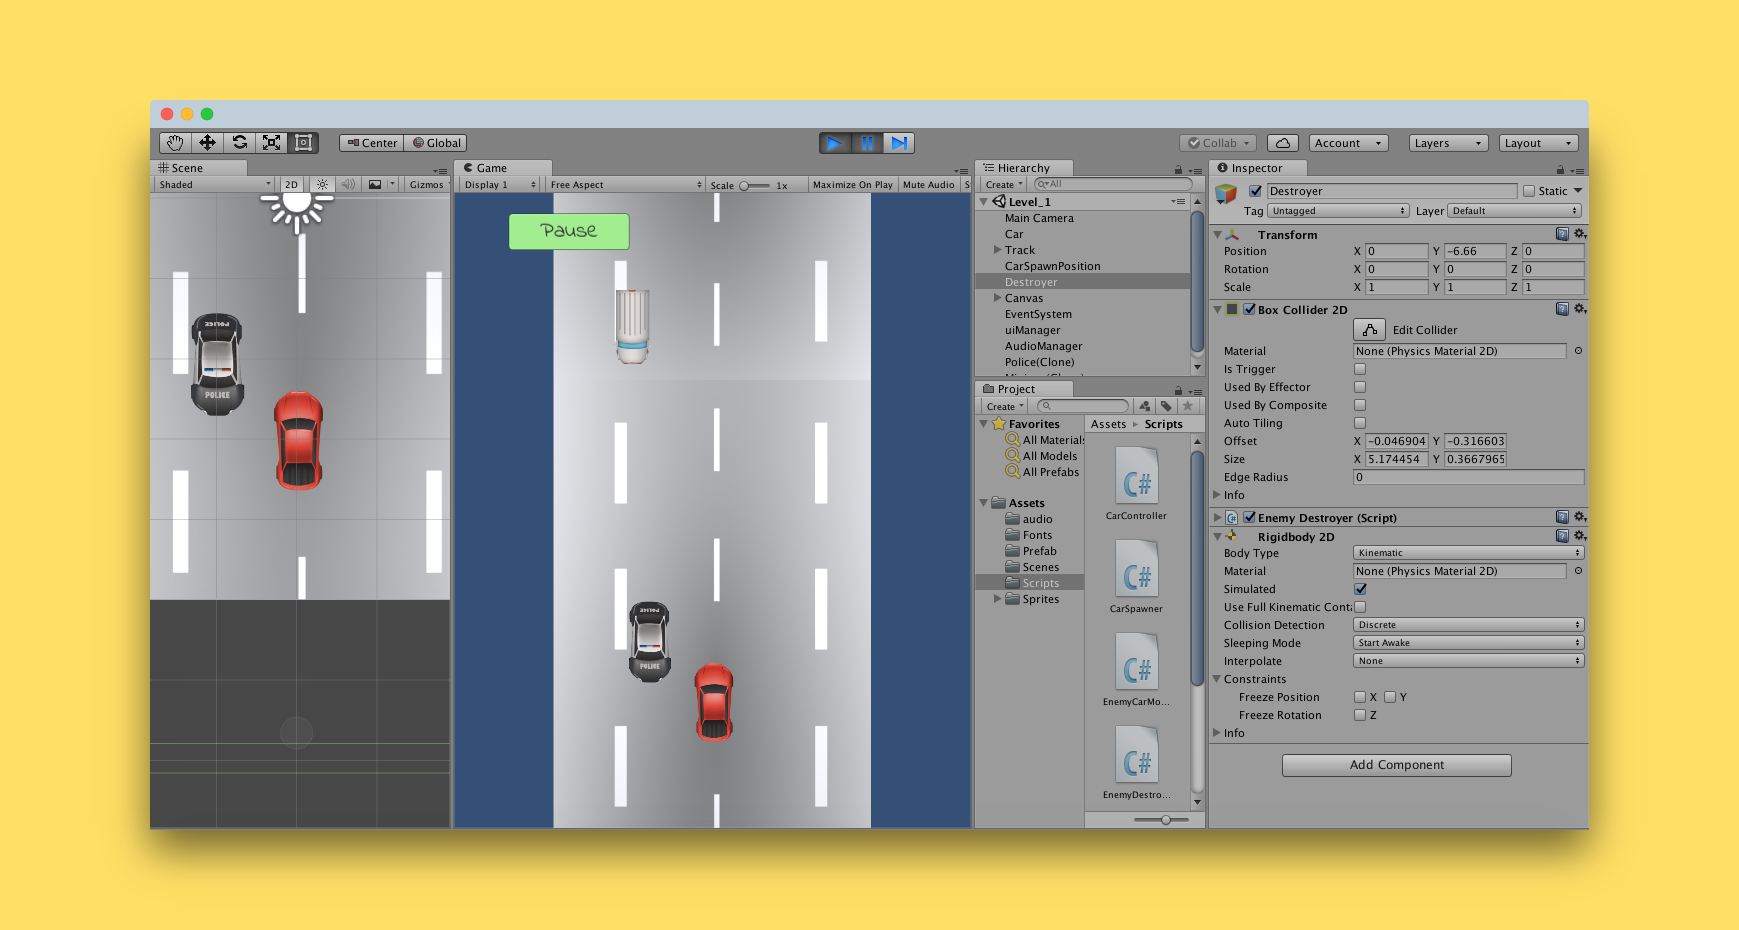 Center
Global
Collab
Account
Layers
Layout
Scene
Shaded
2D
Gizmos
POLICE
POLICE
Game
Display 1
Free Aspect
Scale
1x
Maximize On Play
Mute Audio
S
Pause
POLICE
POLICE
Hierarchy
Create
All
Level_1
Main Camera
Car
Track
CarSpawnPosition
Destroyer
Canvas
EventSystem
uiManager
AudioManager
Police(Clone)
Project
Create
Favorites
All Materials
All Models
All Prefabs
Assets
audio
Fonts
Prefab
Scenes
Scripts
Sprites
Assets
Scripts
C#
CarController
C#
CarSpawner
C#
EnemyCarMo...
C#
EnemyDestro...
Inspector
Destroyer
Static
Tag Untagged
Layer Default
Transform
Position X 0 Y -6.66 Z 0
Rotation X 0 Y 0 Z 0
Scale X 1 Y 1 Z 1
Box Collider 2D
Edit Collider
Material None (Physics Material 2D)
Is Trigger
Used By Effector
Used By Composite
Auto Tiling
Offset X -0.046904 Y -0.316603
Size X 5.174454 Y 0.3667965
Edge Radius 0
Info
C# Enemy Destroyer (Script)
Rigidbody 2D
Body Type Kinematic
Material None (Physics Material 2D)
Simulated
Use Full Kinematic Conta
Collision Detection Discrete
Sleeping Mode Start Awake
Interpolate None
Constraints
Freeze Position X Y
Freeze Rotation Z
Info
Add Component